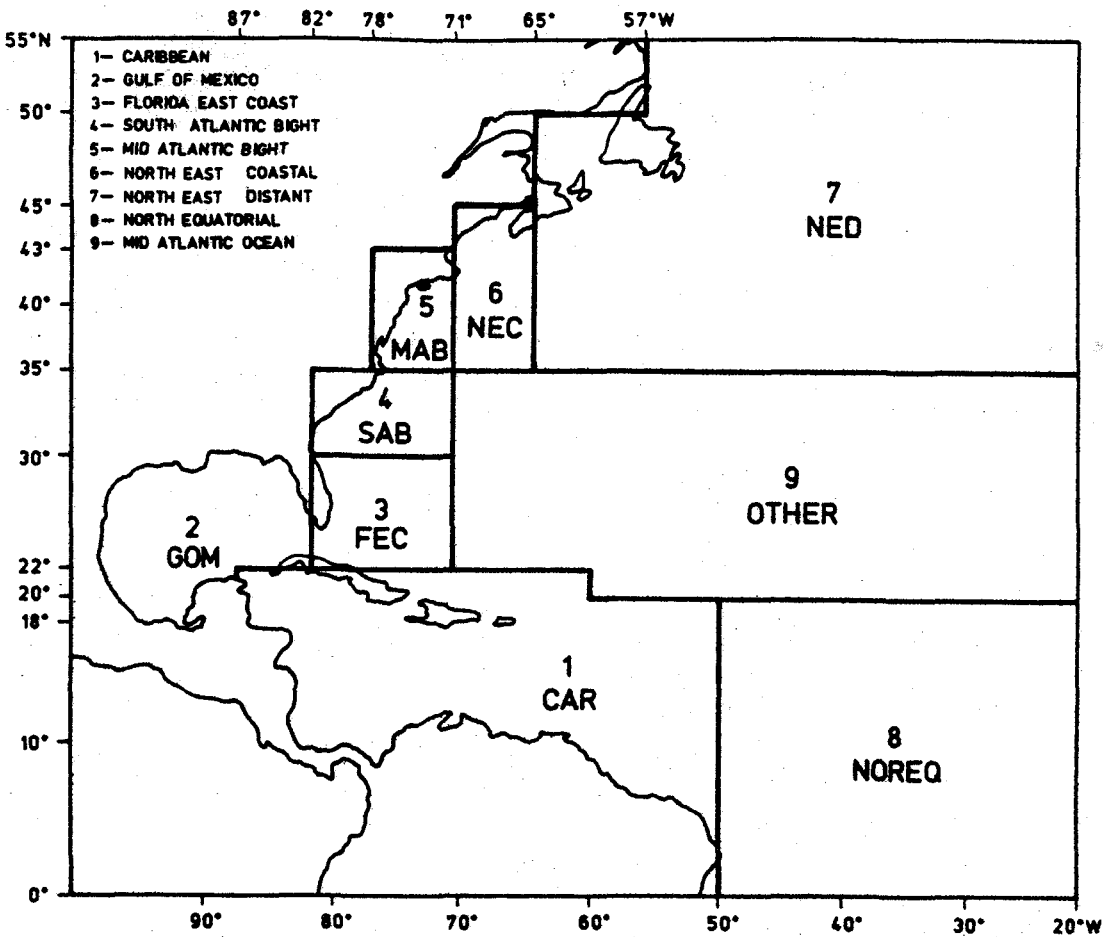 87° 82° 78° 71° 65° 57°W
55°N
1— CARIBBEAN
2— GULF OF MEXICO
3— FLORIDA EAST COAST
4— SOUTH ATLANTIC BIGHT
5— MID ATLANTIC BIGHT
6— NORTH EAST COASTAL
7— NORTH EAST DISTANT
8— NORTH EQUATORIAL
9— MID ATLANTIC OCEAN
50°
45°
43°
40°
35°
30°
22°
20°
18°
10°
0°
7
NED
6
NEC
5
MAB
4
SAB
9
OTHER
3
FEC
2
GOM
1
CAR
8
NOREQ
90° 80° 70° 60° 50° 40° 30° 20°W